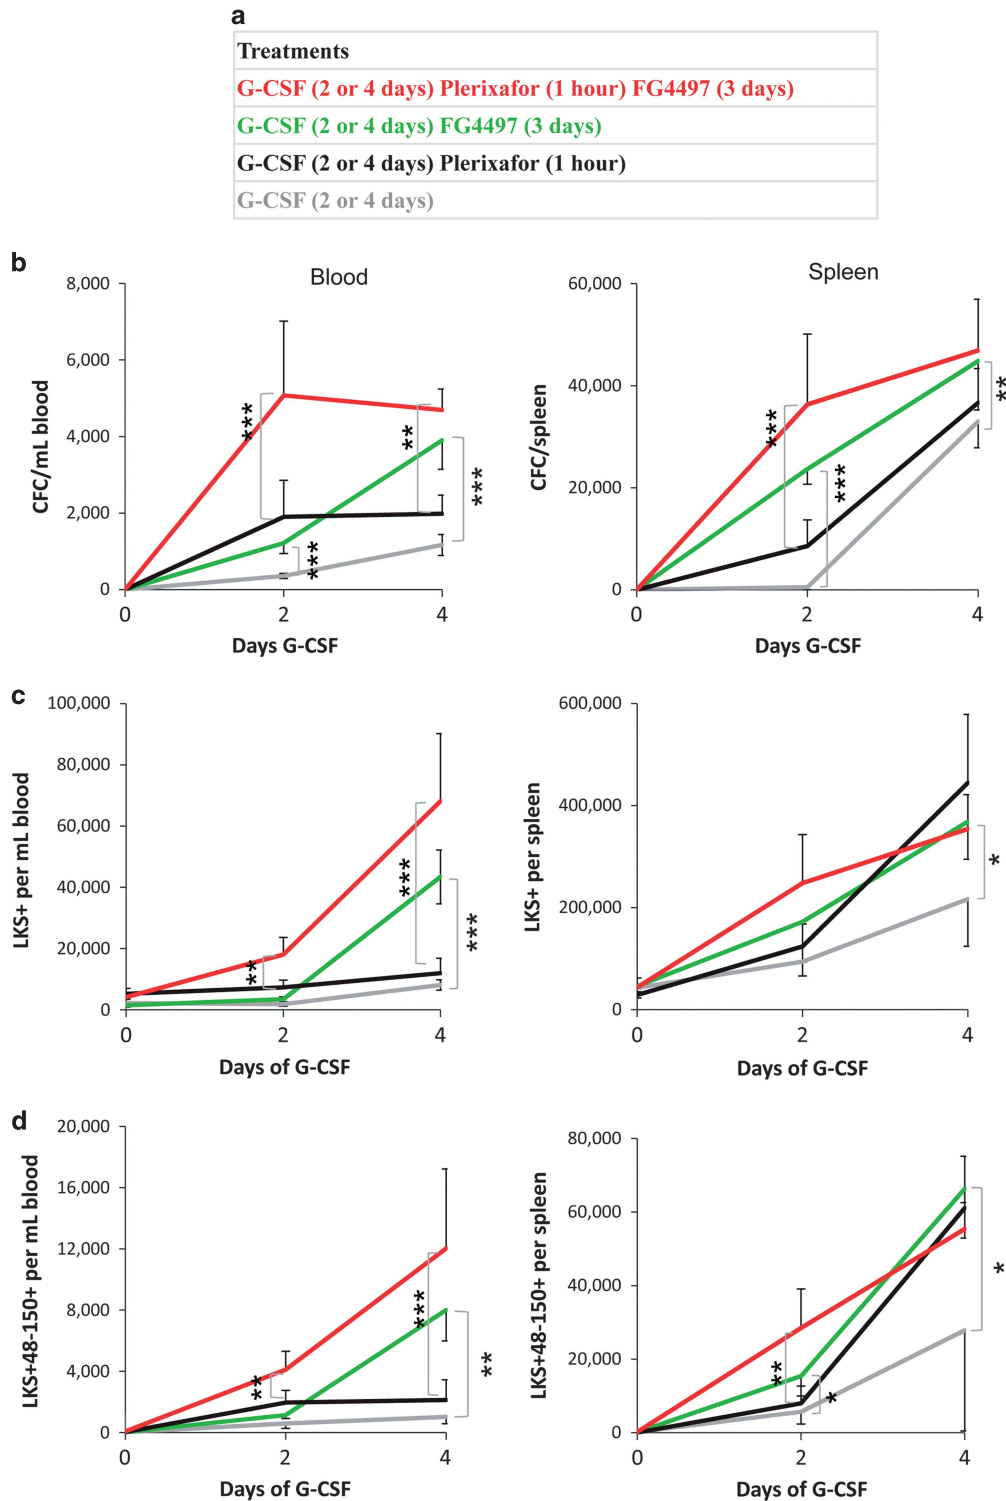 a
Treatments
G-CSF (2 or 4 days) Plerixafor (1 hour) FG4497 (3 days)
G-CSF (2 or 4 days) FG4497 (3 days)
G-CSF (2 or 4 days) Plerixafor (1 hour)
G-CSF (2 or 4 days)
b
Blood
CFC/mL blood
8,000
6,000
4,000
2,000
0
***
***
**
***
0 2 4
Days G-CSF
Spleen
CFC/spleen
60,000
40,000
20,000
0
***
***
**
0 2 4
Days G-CSF
c
LKS+ per mL blood
100,000
80,000
60,000
40,000
20,000
0
**
***
***
0 2 4
Days of G-CSF
LKS+ per spleen
600,000
400,000
200,000
0
*
0 2 4
Days of G-CSF
d
LKS+48-150+ per mL blood
20,000
16,000
12,000
8,000
4,000
0
**
***
**
0 2 4
Days of G-CSF
LKS+48-150+ per spleen
80,000
60,000
40,000
20,000
0
**
*
*
0 2 4
Days of G-CSF